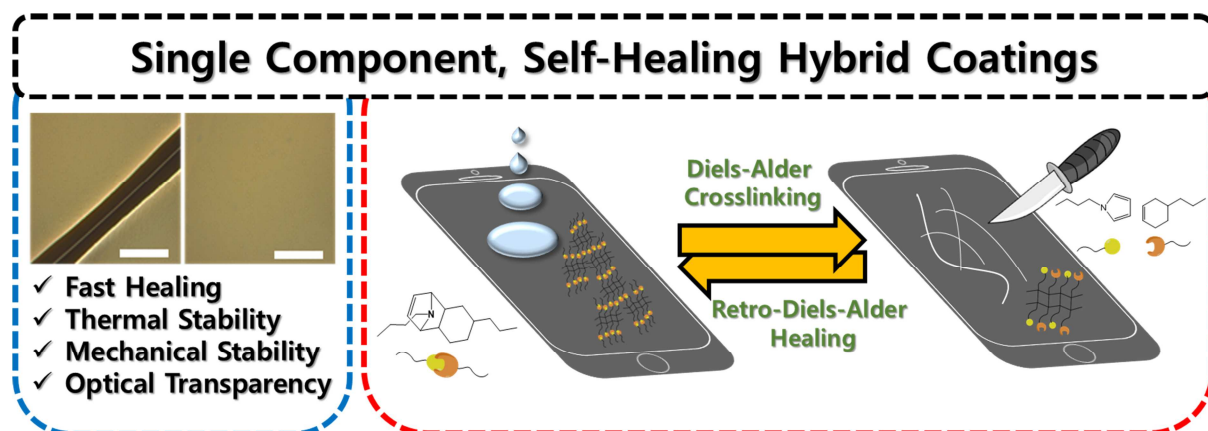 Single Component, Self-Healing Hybrid Coatings
✓ Fast Healing
✓ Thermal Stability
✓ Mechanical Stability
✓ Optical Transparency
Diels-Alder
Crosslinking
Retro-Diels-Alder
Healing
N
N